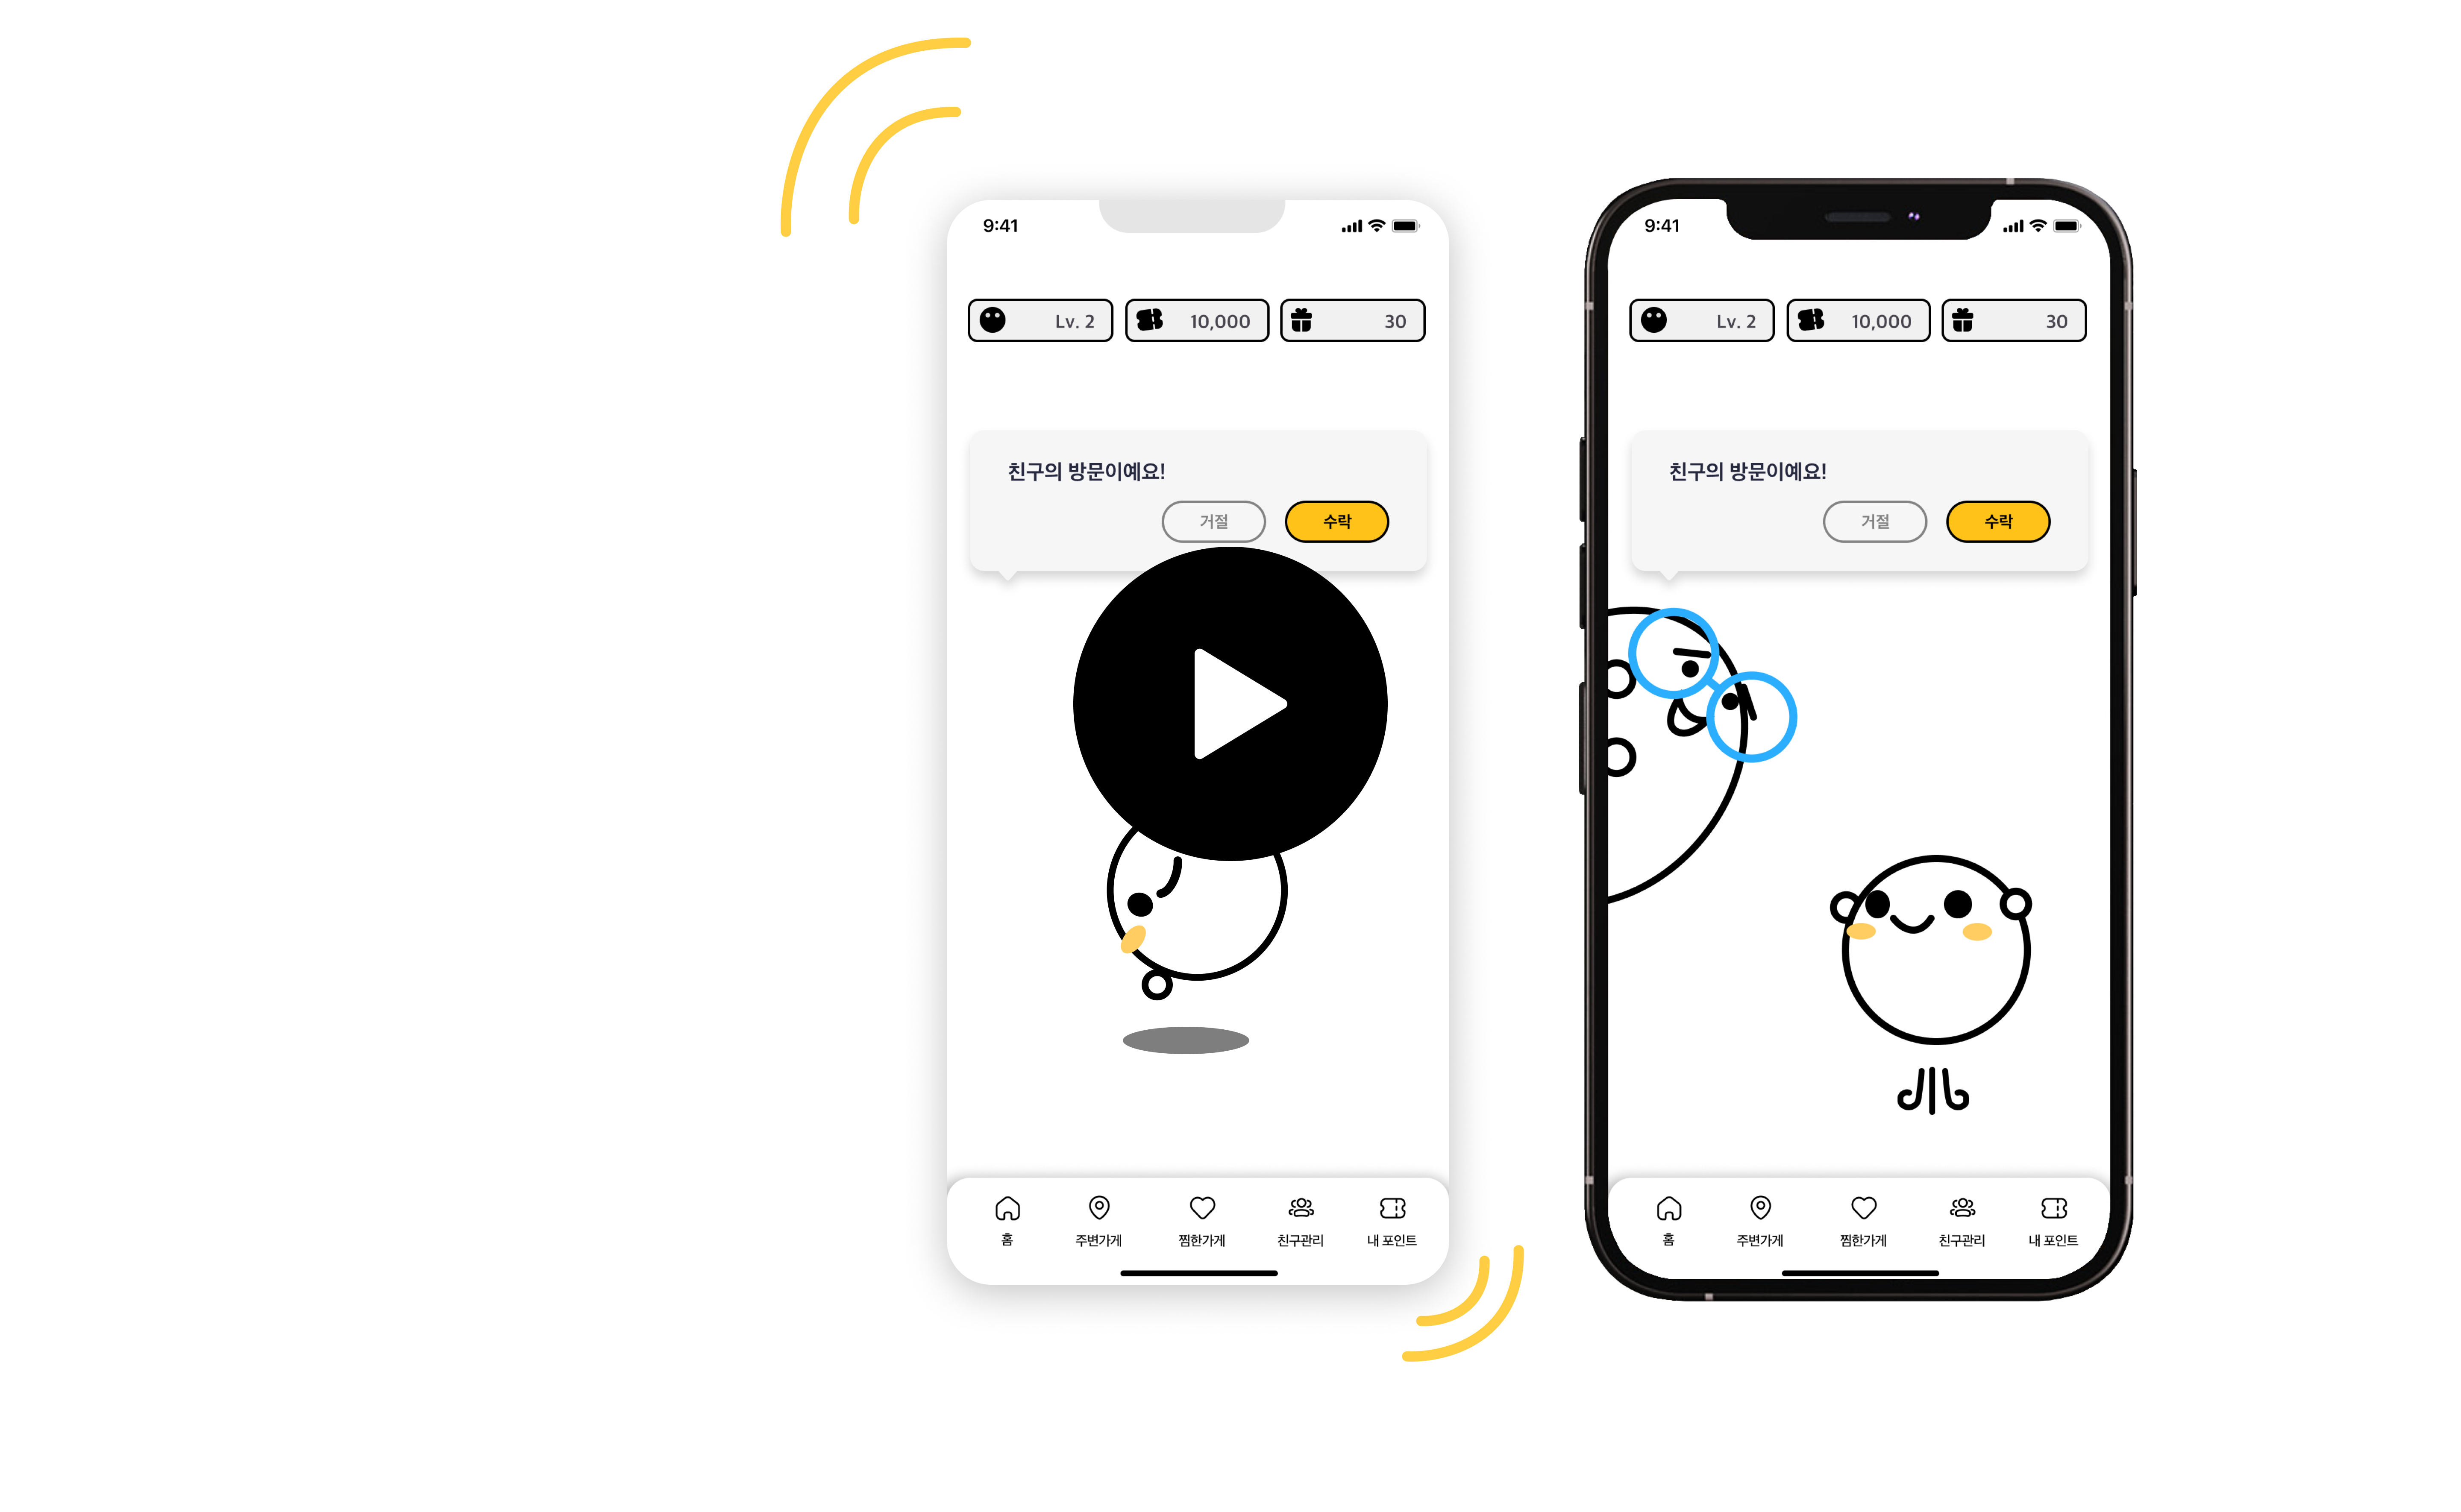 9:41
Lv. 2
10,000
30
친구의 방문이예요!
거절
수락
홈
주변가게
찜한가게
친구관리
내 포인트
9:41
Lv. 2
10,000
30
친구의 방문이예요!
거절
수락
홈
주변가게
찜한가게
친구관리
내 포인트